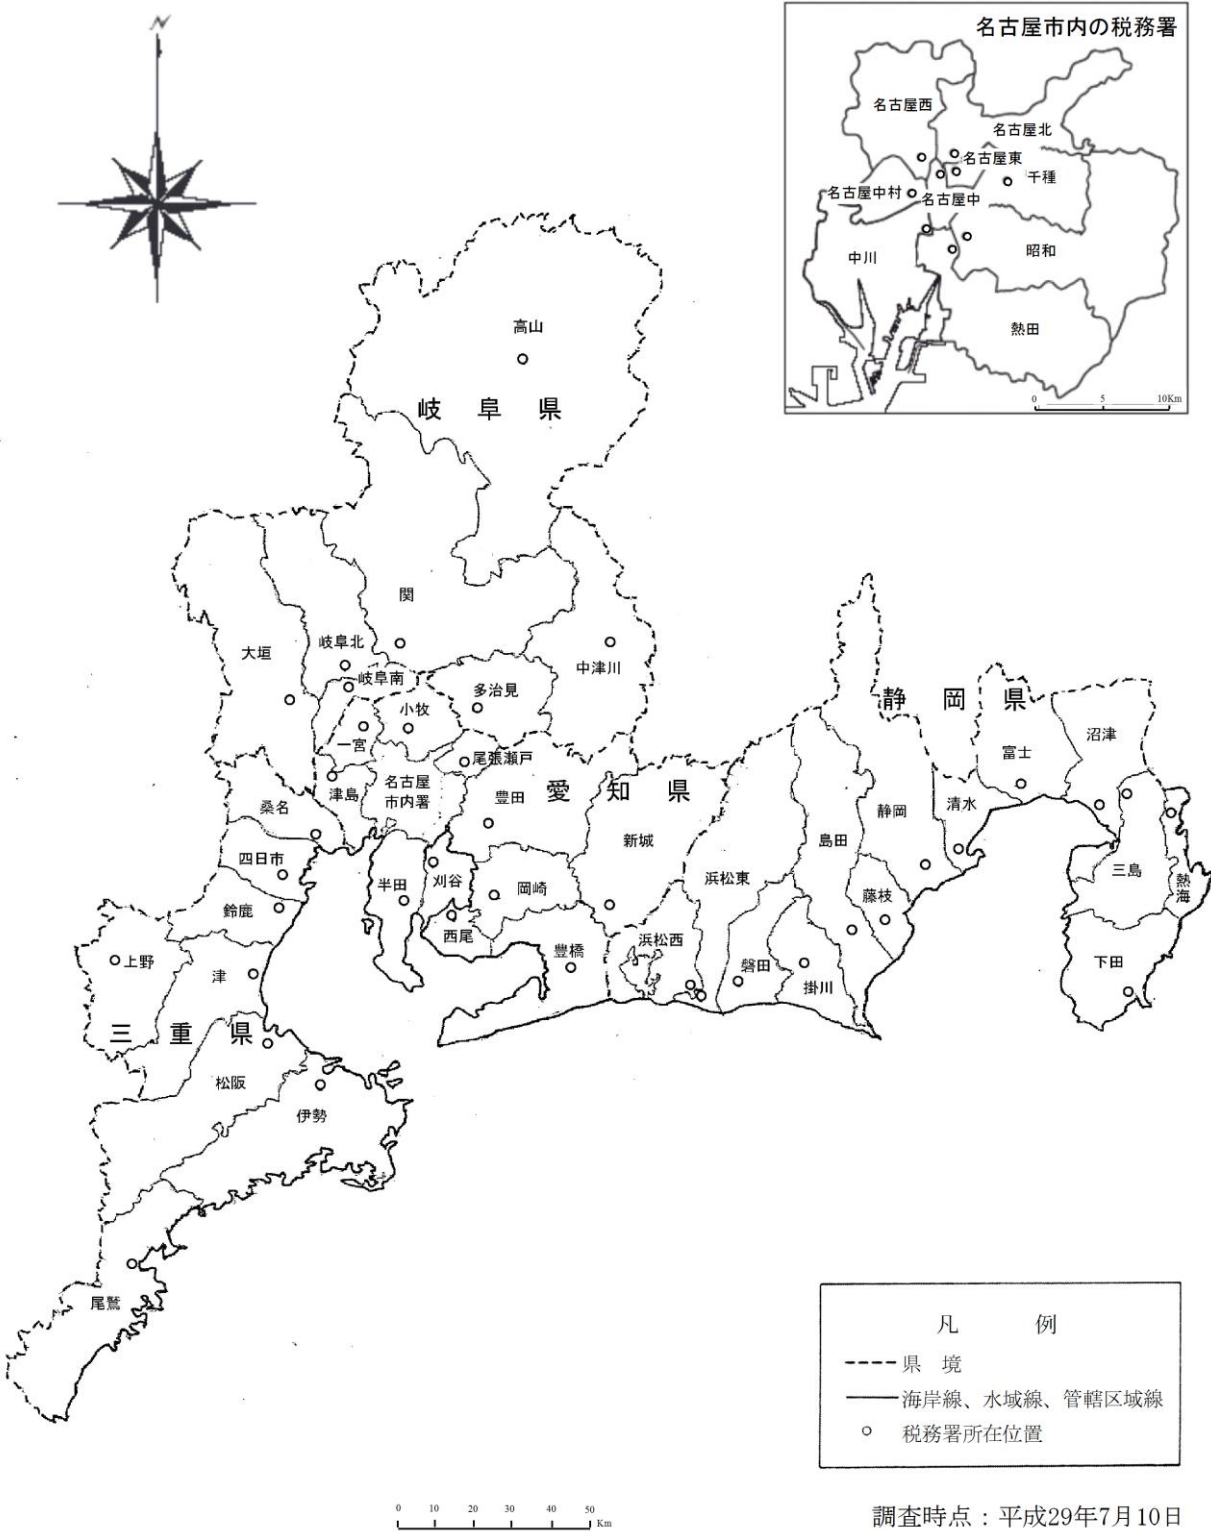 N
名古屋市内の税務署
名古屋西
名古屋北
名古屋東
千種
名古屋中村
名古屋中
昭和
中川
熱田
0 5 10Km
高山
岐阜県
関
大垣
岐阜北
中津川
岐阜南
多治見
小牧
一宮
尾張瀬戸
静岡県
沼津
富士
津島
名古屋
市内署
豊田
愛知県
桑名
静岡
清水
四日市
新城
島田
三島
熱海
半田
刈谷
岡崎
浜松東
藤枝
鈴鹿
西尾
豊橋
浜松西
上野
津
磐田
掛川
下田
三重県
松阪
伊勢
尾鷲
凡例
県境
海岸線、水域線、管轄区域線
税務署所在位置
0 10 20 30 40 50
Km
調査時点：平成29年7月10日